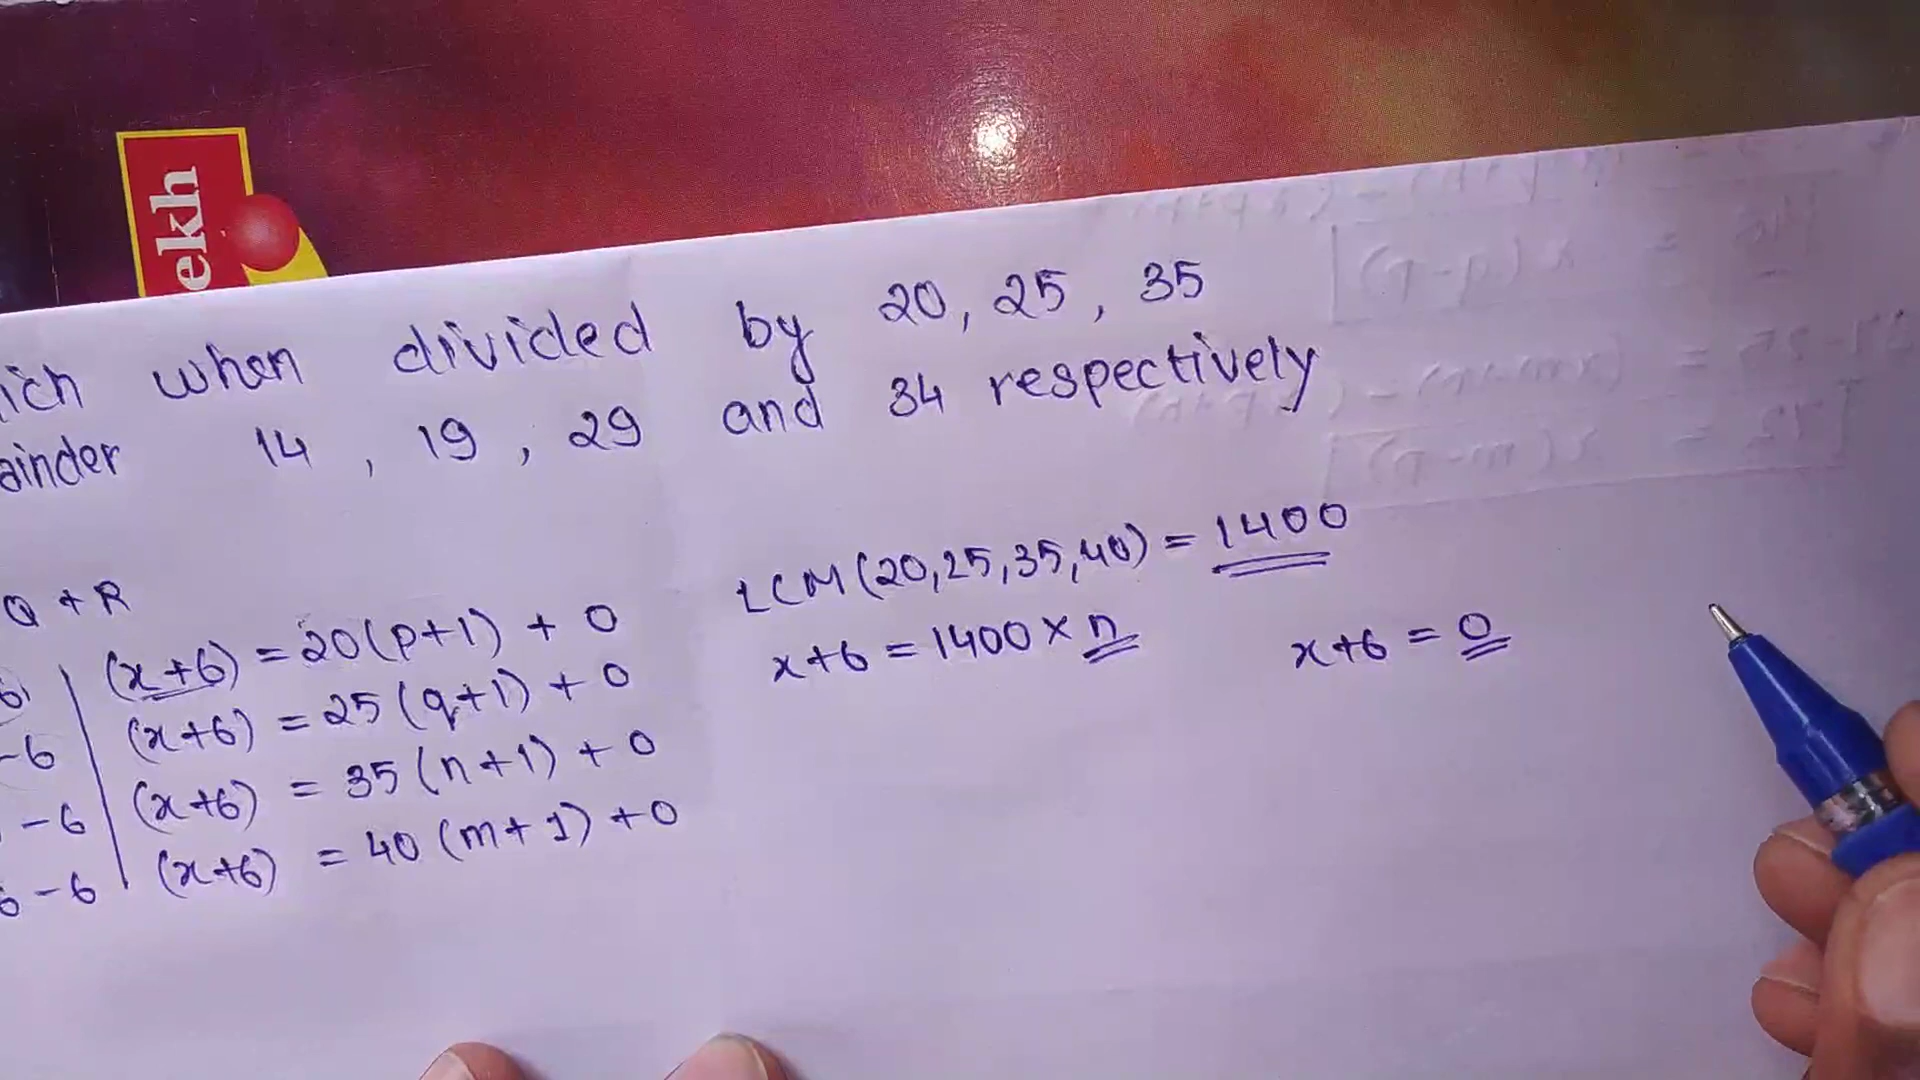 ekh
when divided by 20, 25, 35
14, 19, 29 and 34 respectively
Q + R
LCM(20,25,35,40) = 1400
(x+6) = 20(p+1) + 0
x+6 = 1400 × n
x+6 = 0
-6
(x+6) = 25(q+1) + 0
-6
(x+6) = 35(n+1) + 0
-6
(x+6) = 40(m+1) + 0